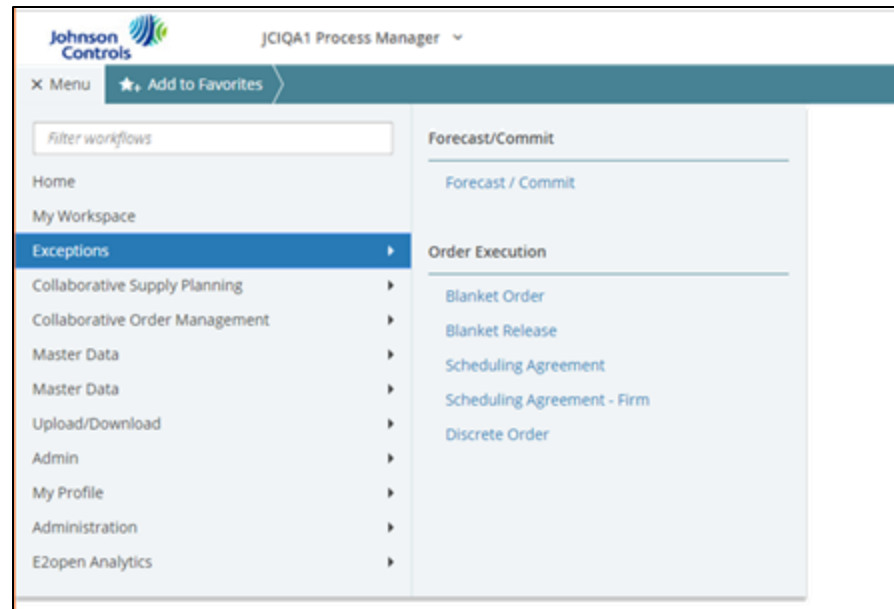 Johnson
Controls
JCIQA1 Process Manager
× Menu
Add to Favorites
Filter workflows
Home
My Workspace
Exceptions
Collaborative Supply Planning
Collaborative Order Management
Master Data
Master Data
Upload/Download
Admin
My Profile
Administration
E2open Analytics
Forecast/Commit
Forecast / Commit
Order Execution
Blanket Order
Blanket Release
Scheduling Agreement
Scheduling Agreement - Firm
Discrete Order